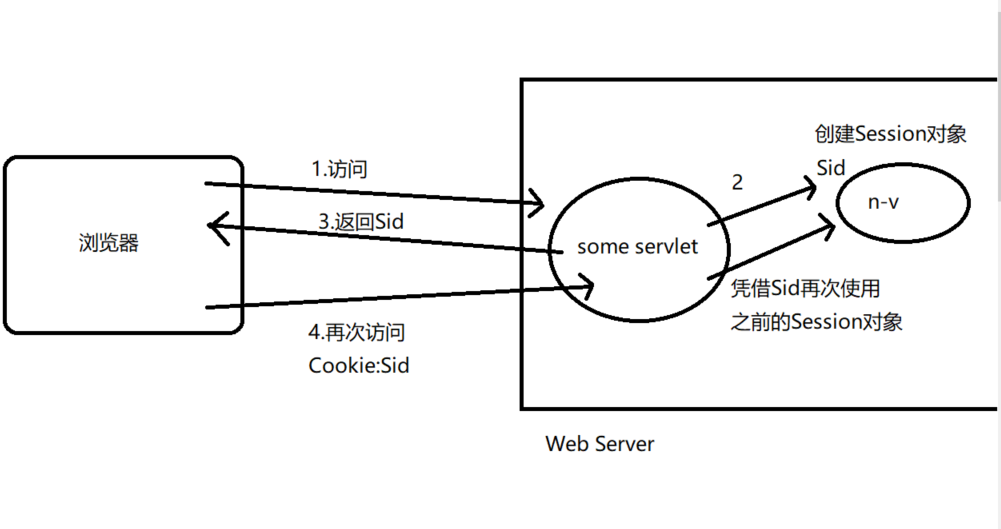 创建Session对象
Sid
1.访问
2
n-v
3.返回Sid
浏览器
some servlet
凭借Sid再次使用
之前的Session对象
4.再次访问
Cookie:Sid
Web Server